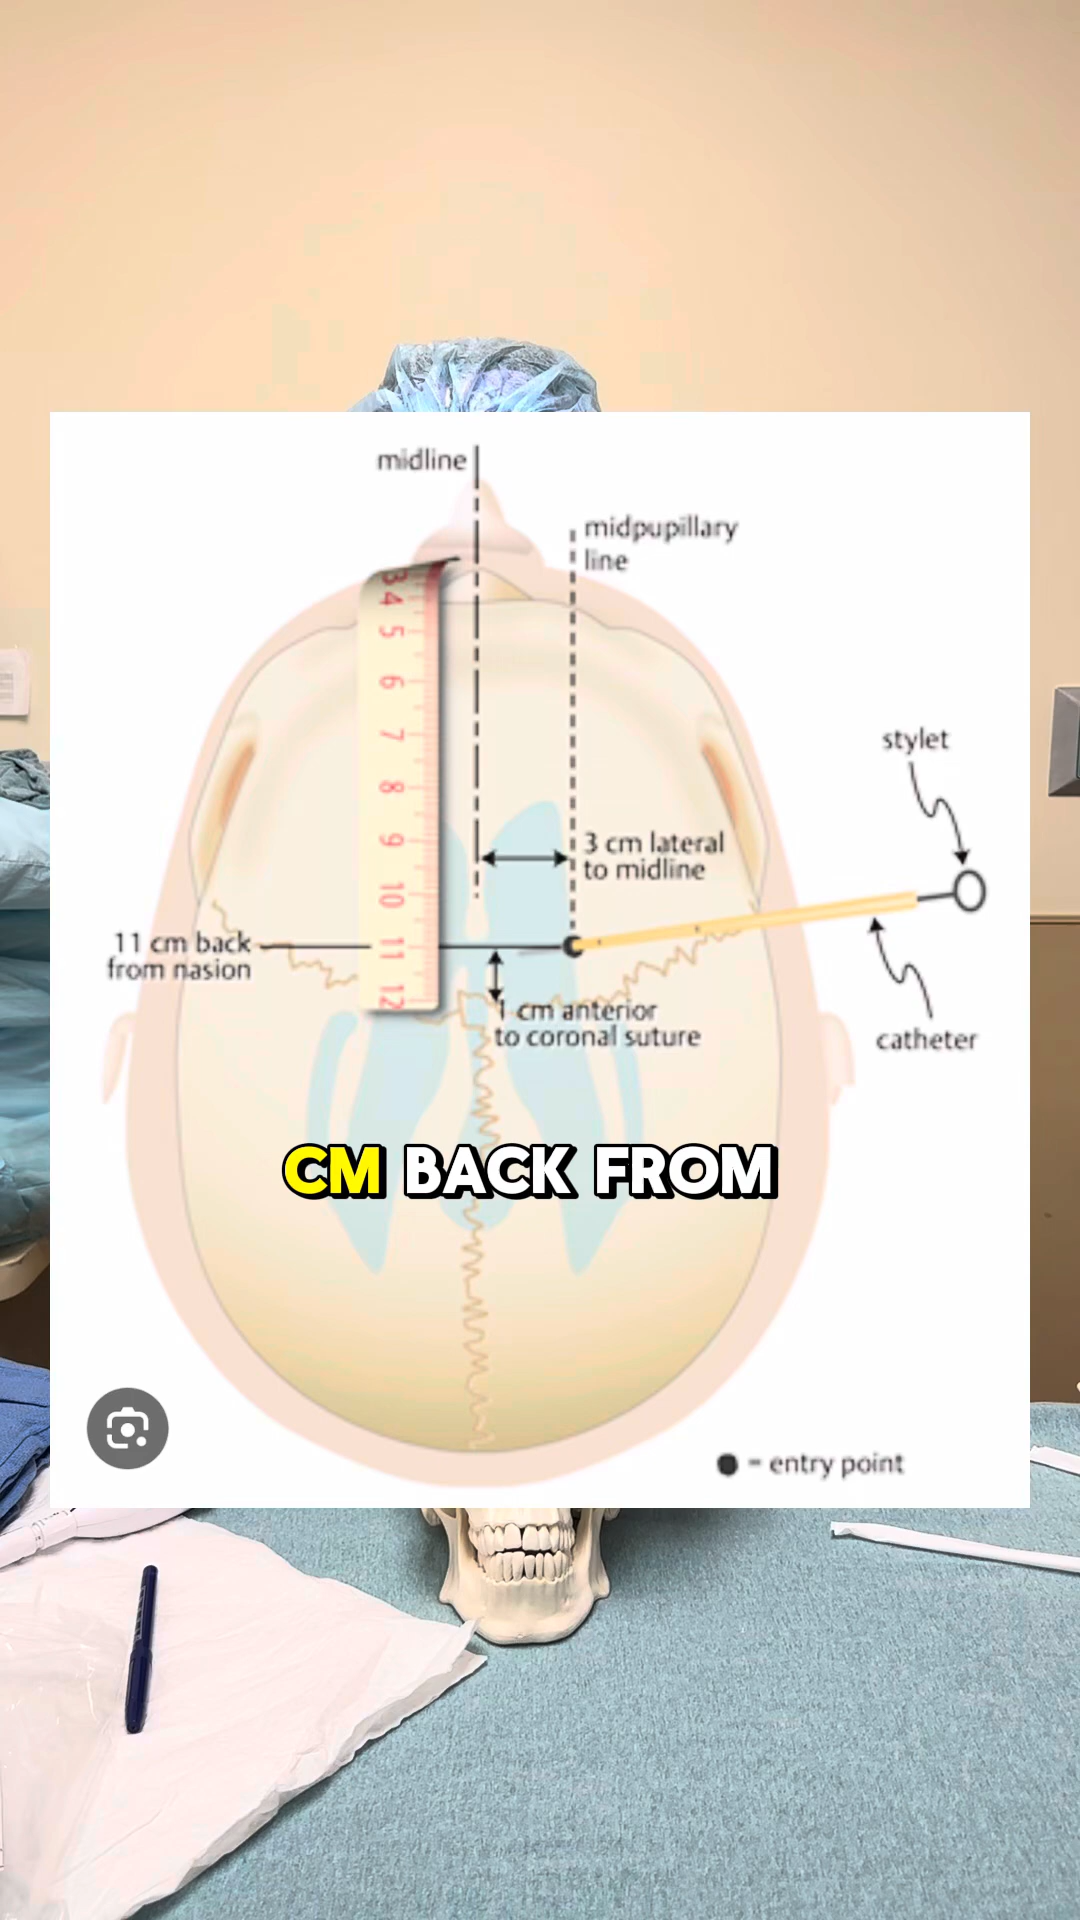 midline
midpupillary
line
3
4
5
6
7
8
9
10
11
12
stylet
3 cm lateral
to midline
11 cm back
from nasion
1 cm anterior
to coronal suture
catheter
CM BACK FROM
= entry point